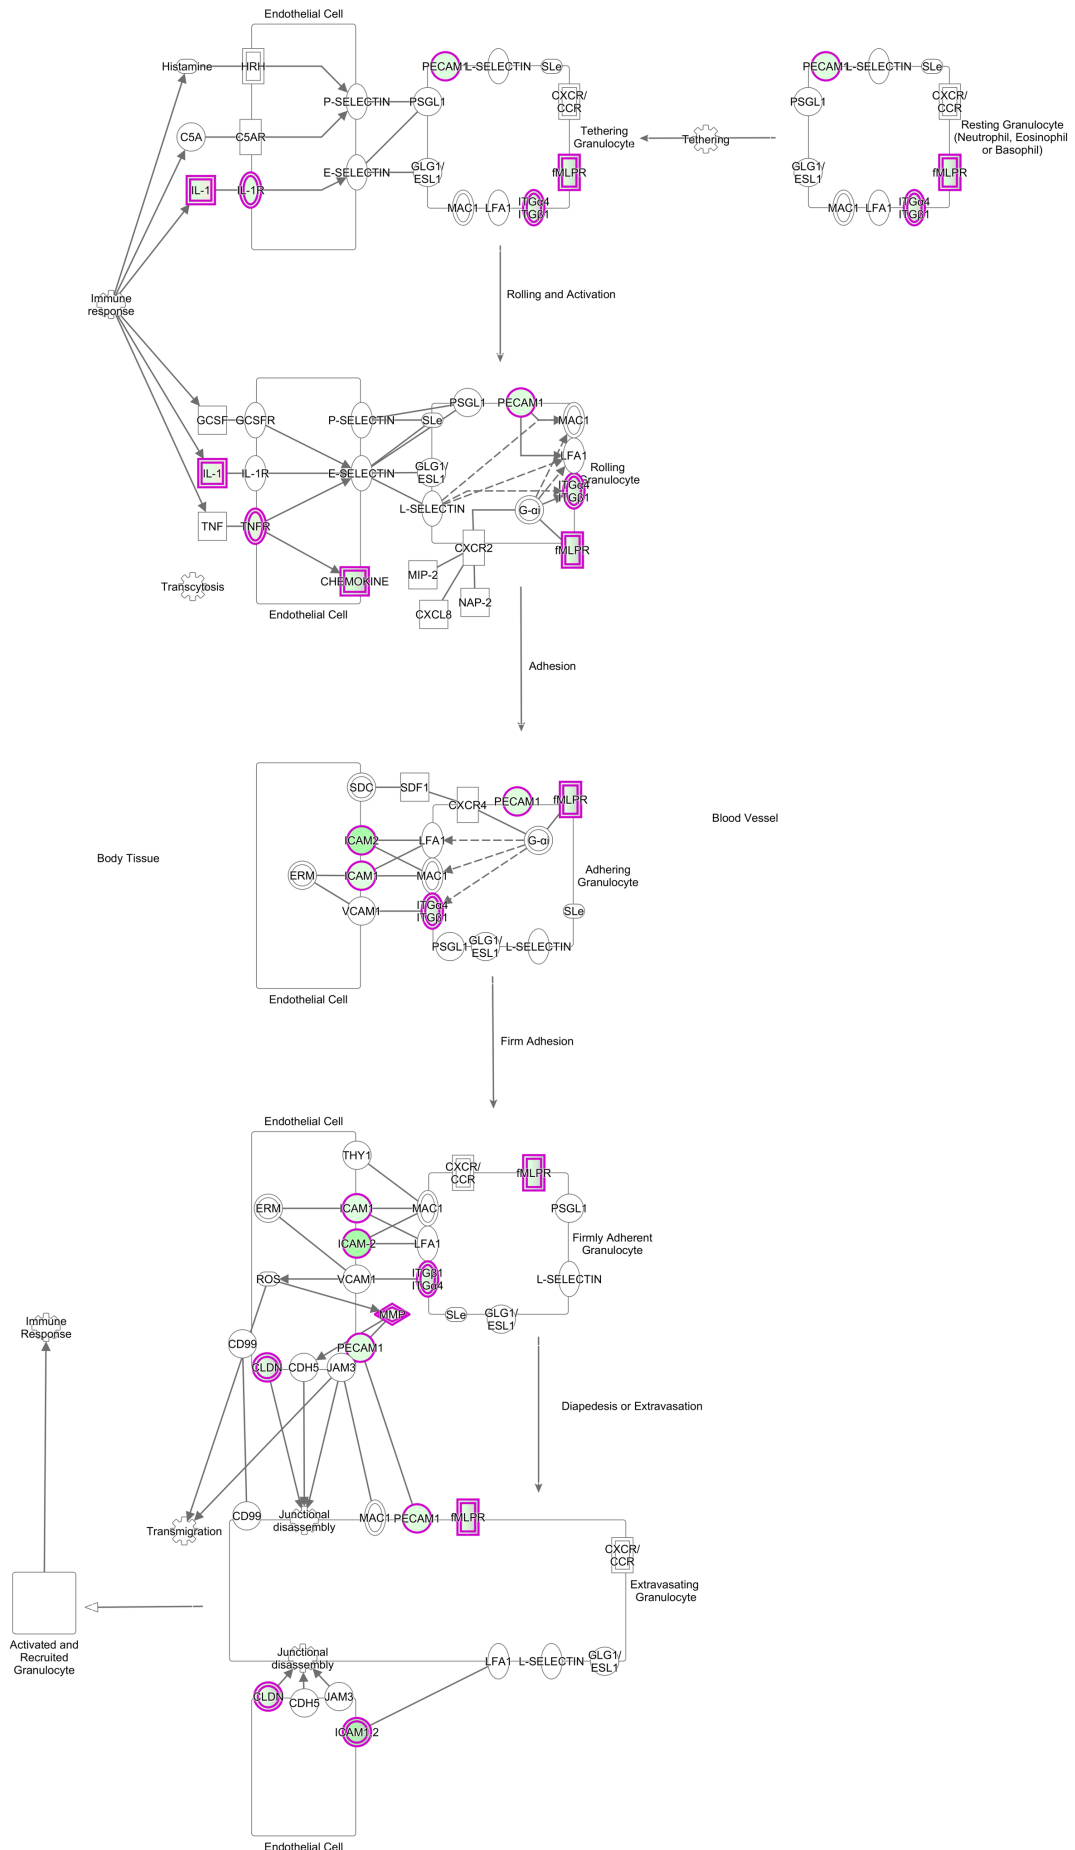 Endothelial Cell
Histamine
HRH
C5A
C5AR
IL-1
IL-1R
P-SELECTIN
E-SELECTIN
PECAM1
L-SELECTIN
SLe
PSGL1
CXCR/
CCR
Tethering
Granulocyte
GLG1/
ESL1
fMLPR
MAC1
LFA1
ITGα4
ITGβ1
Tethering
PECAM1
L-SELECTIN
SLe
PSGL1
CXCR/
CCR
Resting Granulocyte
(Neutrophil, Eosinophil
or Basophil)
GLG1/
ESL1
fMLPR
MAC1
LFA1
ITGα4
ITGβ1
Immune
response
Rolling and Activation
GCSF
GCSFR
P-SELECTIN
PSGL1
SLe
PECAM1
MAC1
LFA1
IL-1
IL-1R
E-SELECTIN
GLG1/
ESL1
Rolling
Granulocyte
ITGα4
ITGβ1
L-SELECTIN
G-αi
TNF
TNFR
CXCR2
fMLPR
MIP-2
CXCL8
NAP-2
CHEMOKINE
Transcytosis
Endothelial Cell
Adhesion
SDC
SDF1
CXCR4
PECAM1
fMLPR
Blood Vessel
Body Tissue
ICAM2
LFA1
G-αi
ERM
ICAM1
MAC1
Adhering
Granulocyte
VCAM1
ITGα4
ITGβ1
SLe
PSGL1
GLG1/
ESL1
L-SELECTIN
Endothelial Cell
Firm Adhesion
Endothelial Cell
THY1
CXCR/
CCR
fMLPR
ERM
ICAM1
MAC1
PSGL1
ICAM-2
LFA1
Firmly Adherent
Granulocyte
ROS
VCAM1
ITGβ1
ITGα4
L-SELECTIN
MMP
SLe
GLG1/
ESL1
Immune
Response
CD99
PECAM1
CLDN
CDH5
JAM3
Diapedesis or Extravasation
Transmigration
CD99
Junctional
disassembly
MAC1
PECAM1
fMLPR
CXCR/
CCR
Extravasating
Granulocyte
Activated and
Recruited
Granulocyte
Junctional
disassembly
LFA1
L-SELECTIN
GLG1/
ESL1
CLDN
CDH5
JAM3
ICAM1,2
Endothelial Cell